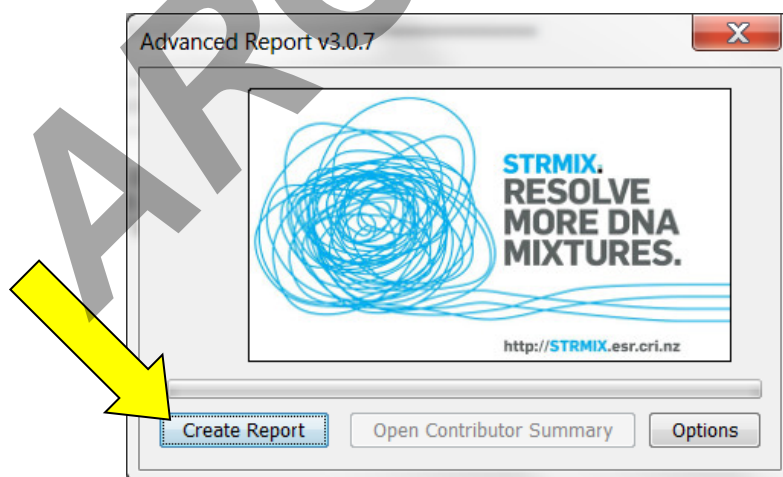 Advanced Report v3.0.7
STRMIX.
RESOLVE
MORE DNA
MIXTURES.
http://STRMIX.esr.cri.nz
Create Report
Open Contributor Summary
Options